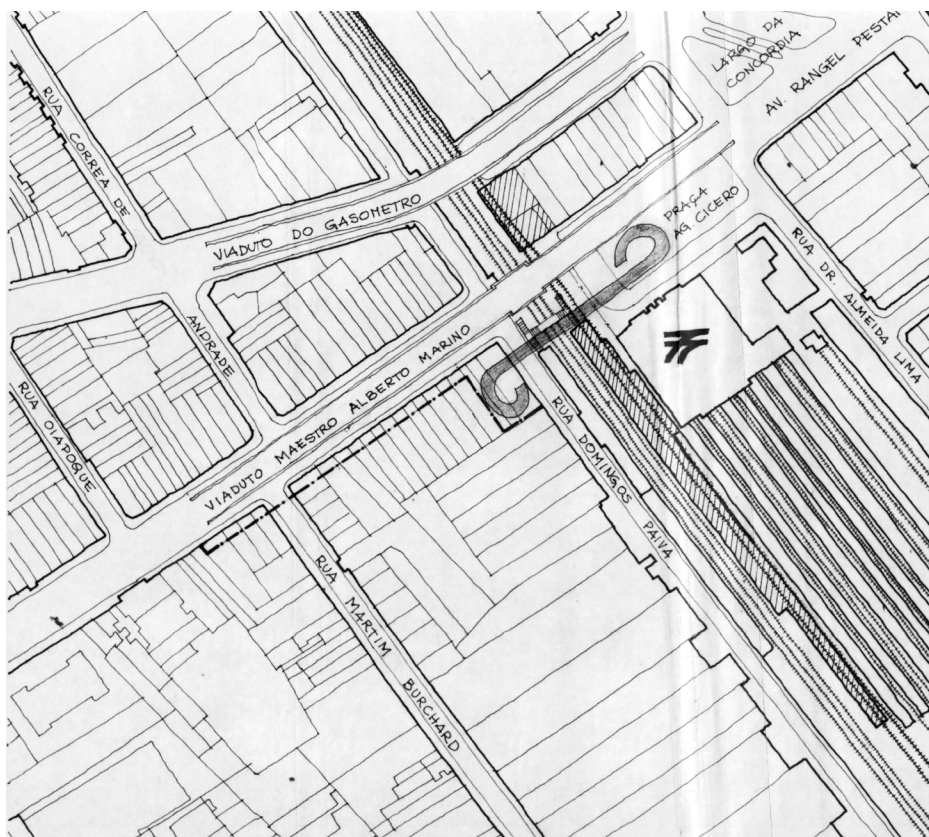 LARGO DA
CONCORDIA
AV. RANGEL PESTA
RUA CORREA DE
ANDRADE
VIADUTO DO GASOMETRO
PRAÇA
AG. CICERO
RUA DR. ALMEIDA LIMA
VIADUTO MAESTRO ALBERTO MARINO
RUA OIAPOQUE
RUA DOMINGOS PAIVA
RUA MARTIM BURCHARD